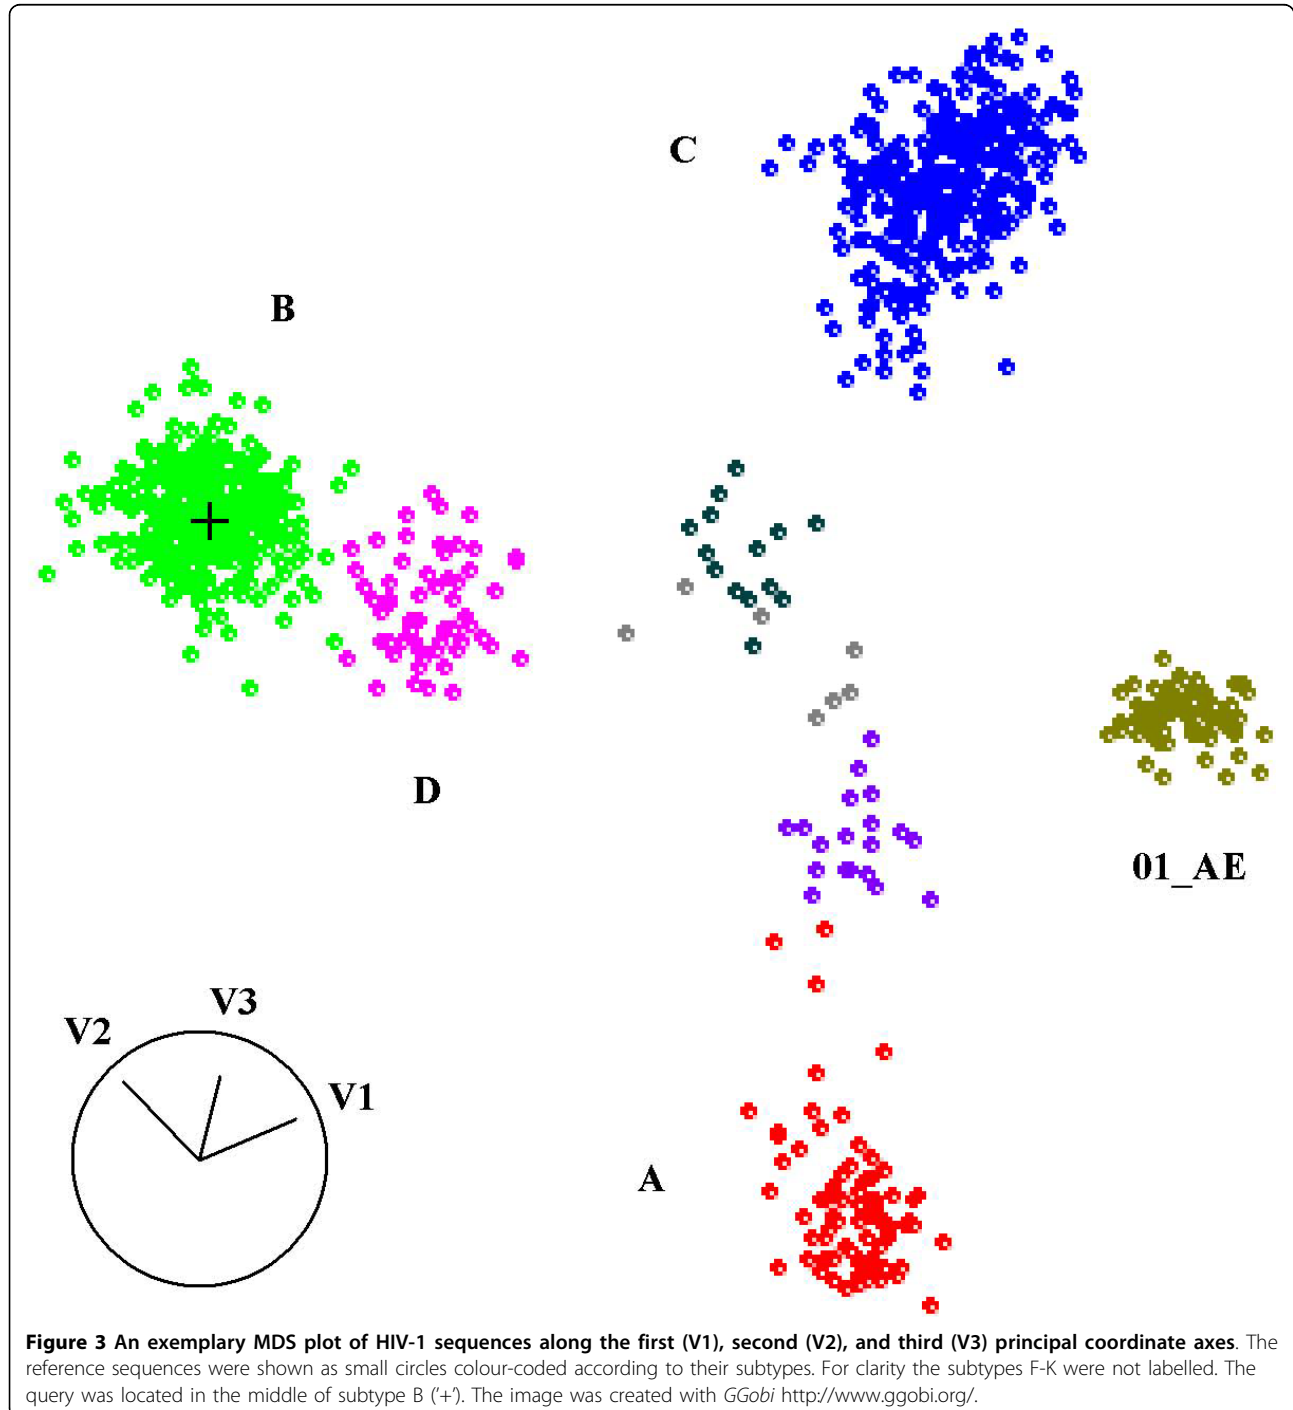 C
B
D
01_AE
V3
V2
V1
A
Figure 3 An exemplary MDS plot of HIV-1 sequences along the first (V1), second (V2), and third (V3) principal coordinate axes. The
reference sequences were shown as small circles colour-coded according to their subtypes. For clarity the subtypes F-K were not labelled. The
query was located in the middle of subtype B ('+'). The image was created with GGobi http://www.ggobi.org/.